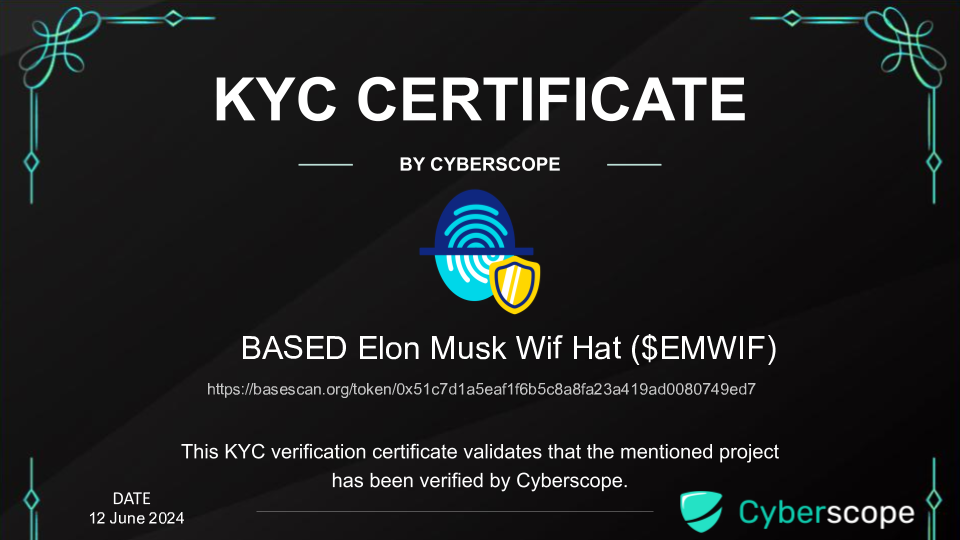 KYC CERTIFICATE
BY CYBERSCOPE
BASED Elon Musk Wif Hat ($EMWIF)
https://basescan.org/token/0x51c7d1a5eaf1f6b5c8a8fa23a419ad0080749ed7
This KYC verification certificate validates that the mentioned project
has been verified by Cyberscope.
DATE
12 June 2024
Cyberscope